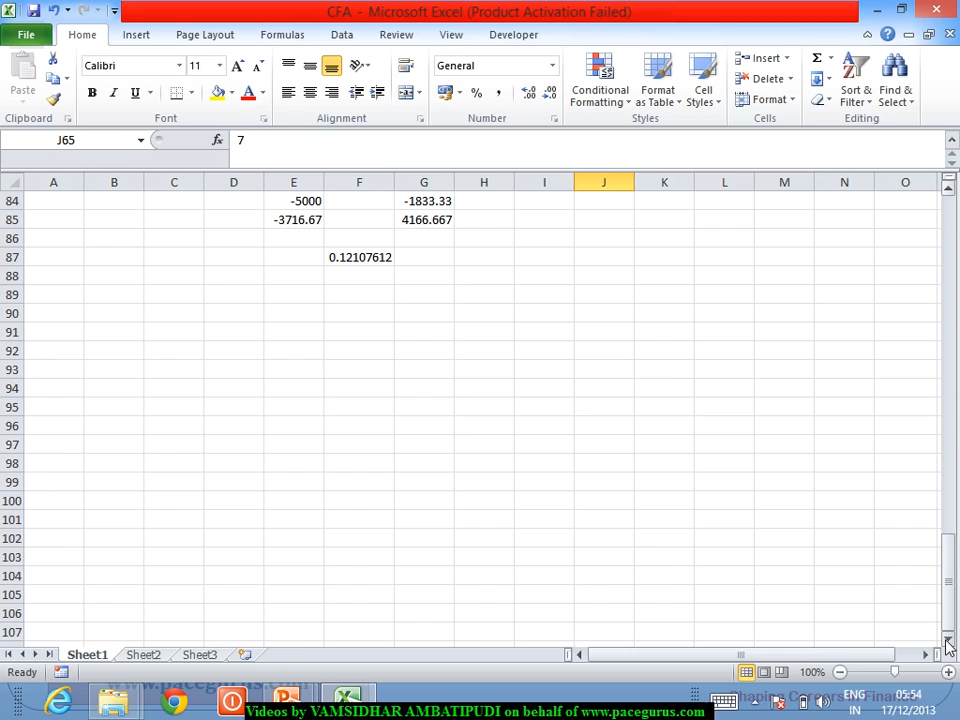 CFA - Microsoft Excel (Product Activation Failed)
File Home Insert Page Layout Formulas Data Review View Developer
Paste
Calibri 11
B I U A
General
Conditional Formatting
Format as Table
Cell Styles
Insert
Delete
Format
Sort & Filter
Find & Select
Clipboard Font Alignment Number Styles Cells Editing
J65 fx 7
A B C D E F G H I J K L M N O
84 -5000 -1833.33
85 -3716.67 4166.667
86
87 0.12107612
88
89
90
91
92
93
94
95
96
97
98
99
100
101
102
103
104
105
106
107
Sheet1 Sheet2 Sheet3
Ready 100%
www.pacegurus.com
Shaping Careers in Finance
ENG 05:54
IN 17/12/2013
Videos by VAMSIDHAR AMBATIPUDI on behalf of www.pacegurus.com